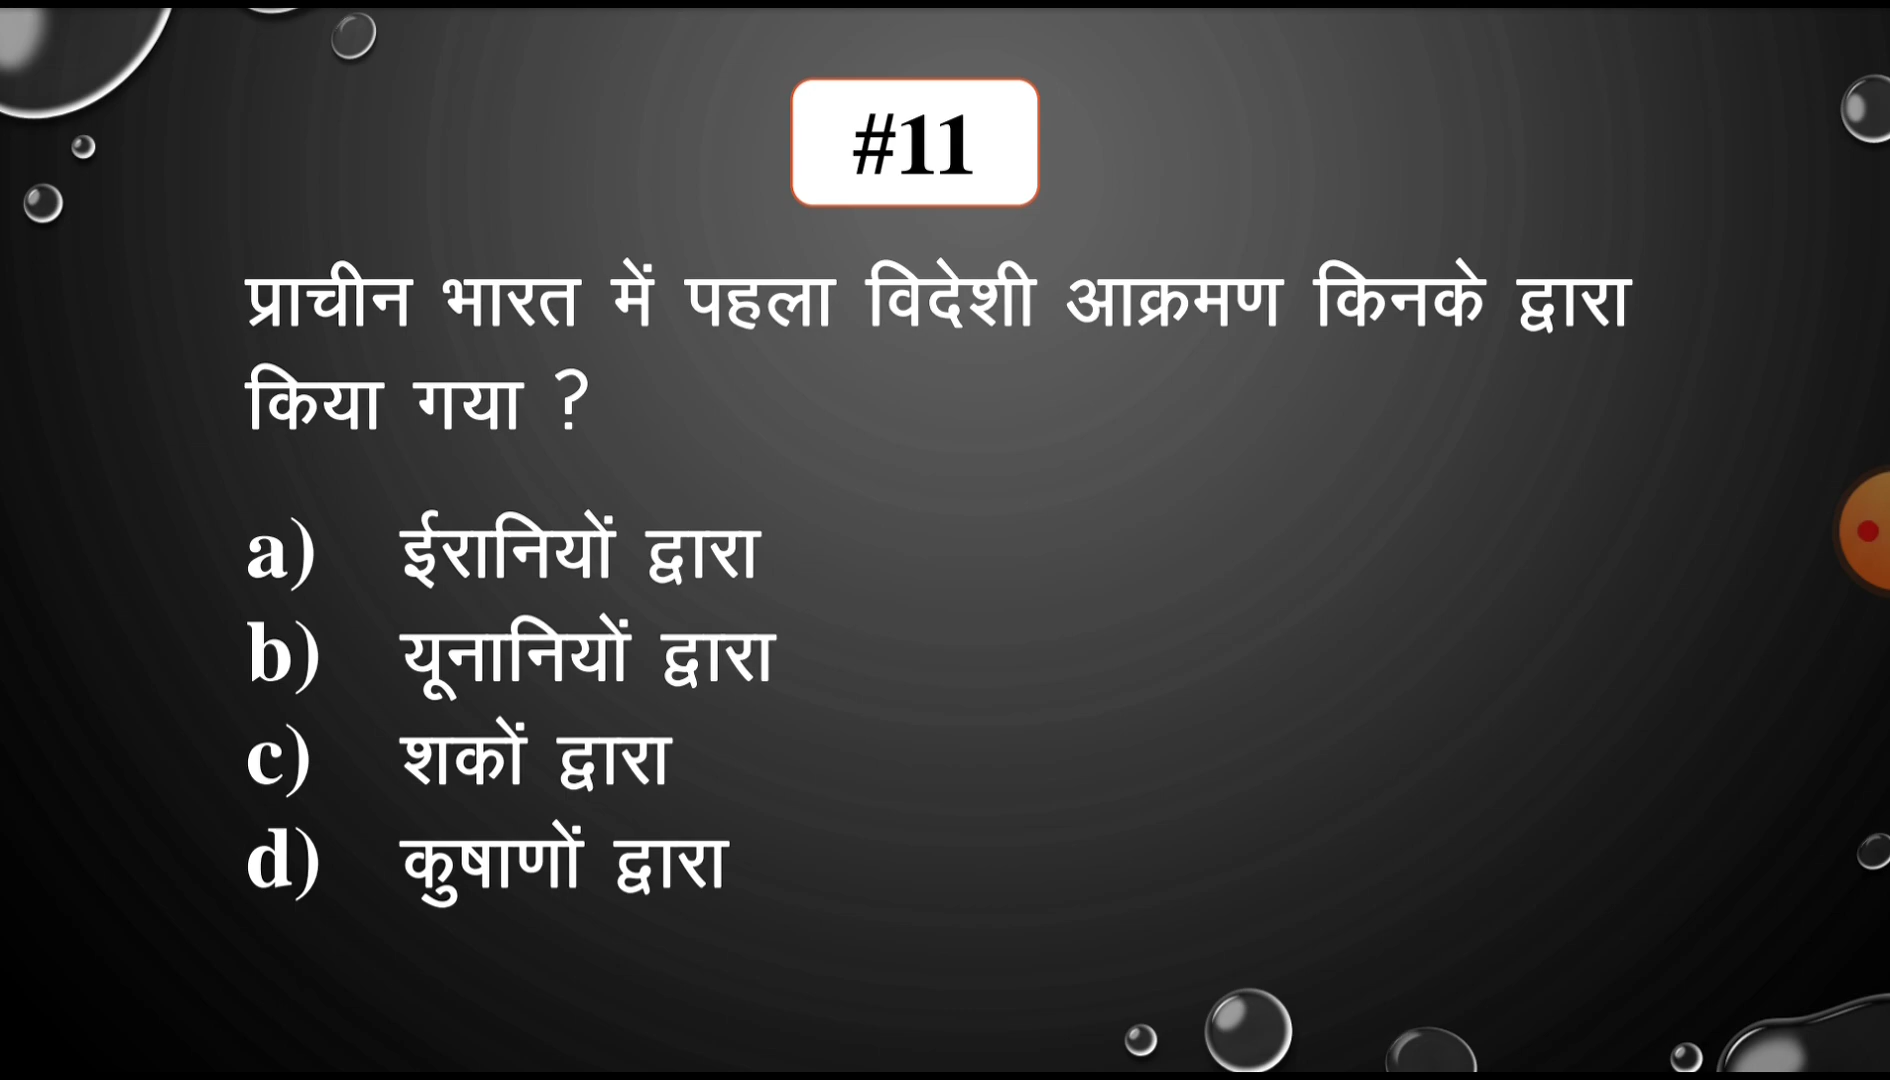 #11
प्राचीन भारत में पहला विदेशी आक्रमण किनके द्वारा
किया गया ?
a) ईरानियों द्वारा
b) यूनानियों द्वारा
c) शकों द्वारा
d) कुषाणों द्वारा